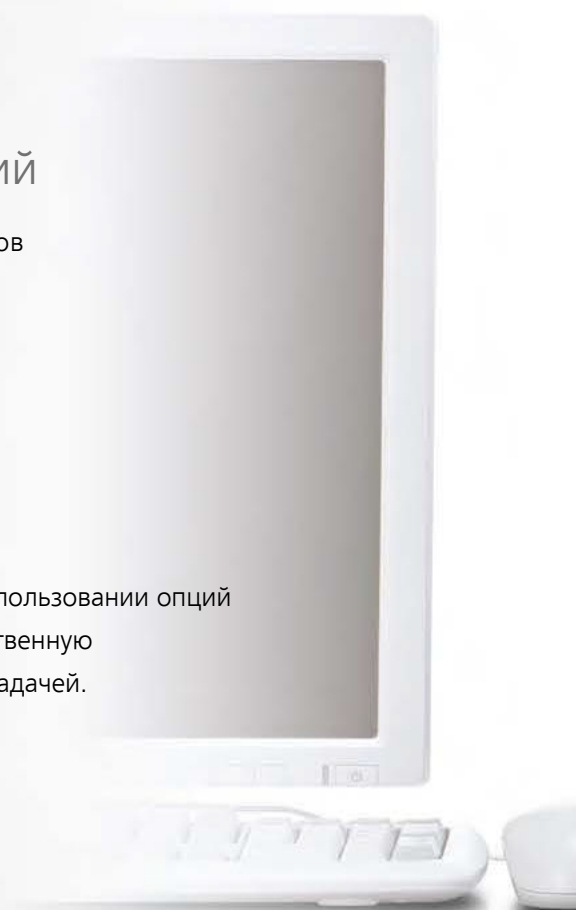 ий
ов
пользовании опций
твенную
адачей.